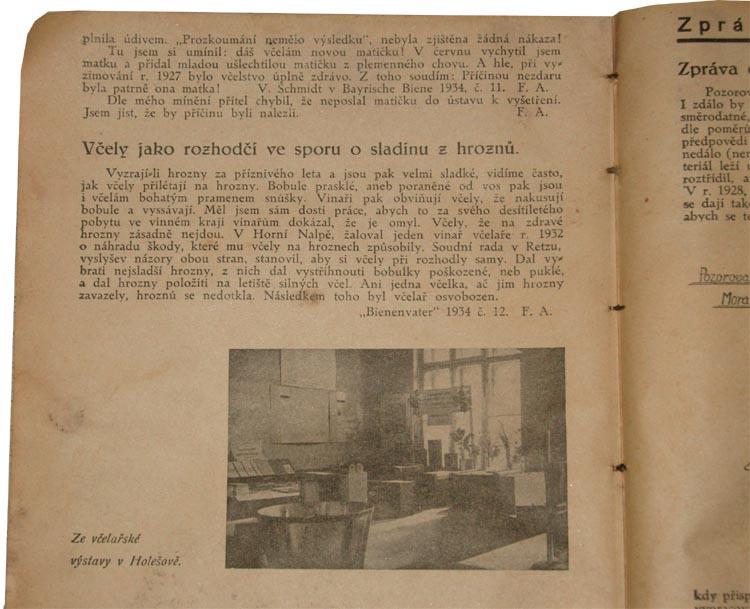 plnila údivem. „Prozkoumání nemělo výsledku", nebyla zjištěna žádná nákaza!
Tu jsem si umínil: dáš včelám novou matičku! V červnu vychytil jsem
matku a přidal mladou ušlechtilou matičku z plemenného chovu. A hle, při vy-
zimování r. 1927 bylo včelstvo úplně zdrávo. Z toho soudím: Příčinou nezdaru
byla patrně ona matka! V. Schmidt v Bayrische Biene 1934, č. 11. F. A.
Dle mého mínění přítel chybil, že neposlal matičku do ústavu k vyšetření.
Jsem jist, že by příčinu byli nalezli. F. A.
Včely jako rozhodčí ve sporu o sladinu z hroznů.
Vyzrají-li hrozny za příznivého leta a jsou pak velmi sladké, vidíme často,
jak včely přilétají na hrozny. Bobule prasklé, aneb poraněné od vos pak jsou
i včelám bohatým pramenem snůšky. Vinaři pak obviňují včely, že nakusují
bobule a vyssávají. Měl jsem sám dosti práce, abych to za svého desítiletého
pobytu ve vinném kraji vinařům dokázal, že je omyl. Včely, že na zdravé
hrozny zásadně nejdou. V Horní Nalpě, žaloval jeden vinař včelaře r. 1932
o náhradu škody, které mu včely na hroznech způsobily. Soudní rada v Retzu,
vyslyšev názory obou stran, stanovil, aby si včely při rozhodly samy. Dal vy-
brati nejsladší hrozny, z nich dal vystřihnouti bobulky poškozené, neb puklé,
a dal hrozny položiti na letiště silných včel. Ani jedna včelka, ač jim hrozny
zavazely, hroznů se nedotkla. Následkem toho byl včelař osvobozen.
„Bienenvater" 1934 č. 12. F. A.
Ze včelařské
výstavy v Holešově.
Zprá
Zpráva
Pozorov
I zdálo by
směrodatné,
dle poměrů
předpovědi
nedálo (nen
teriál leží u
roztřídil, a
V r. 1928,
se dají tako
abych se te
Pozorova
Mora
kdy přisp